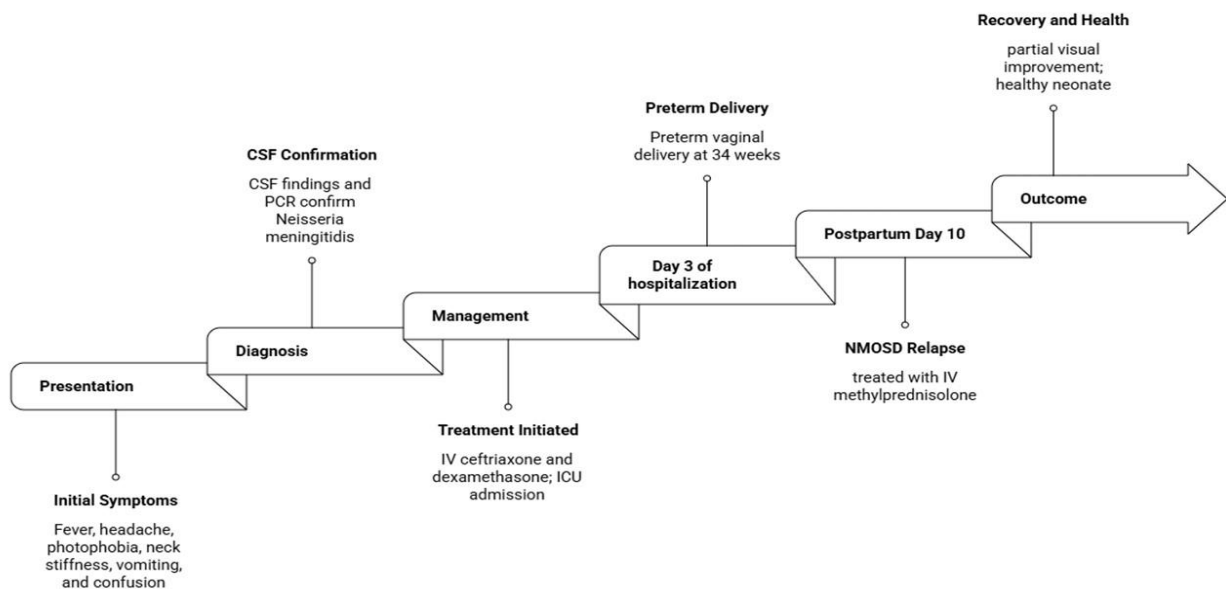 Presentation
Initial Symptoms
Fever, headache,
photophobia, neck
stiffness, vomiting,
and confusion
Diagnosis
CSF Confirmation
CSF findings and
PCR confirm
Neisseria
meningitidis
Management
Treatment Initiated
IV ceftriaxone and
dexamethasone; ICU
admission
Day 3 of
hospitalization
Preterm Delivery
Preterm vaginal
delivery at 34 weeks
Postpartum Day 10
NMOSD Relapse
treated with IV
methylprednisolone
Outcome
Recovery and Health
partial visual
improvement;
healthy neonate